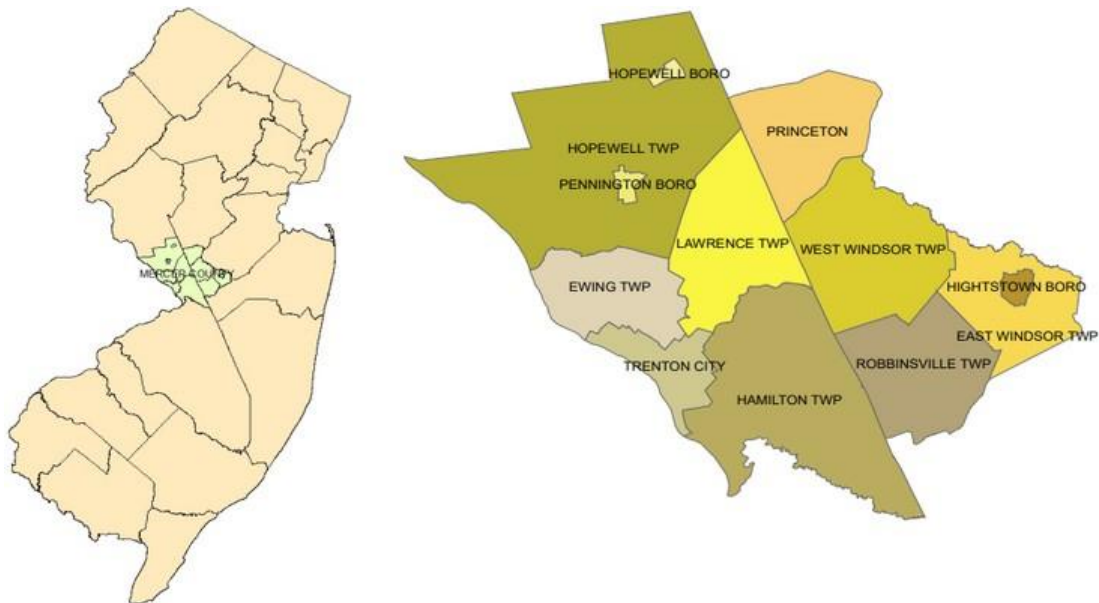 MERCER COUNTY
HOPEWELL BORO
PRINCETON
HOPEWELL TWP
PENNINGTON BORO
LAWRENCE TWP
WEST WINDSOR TWP
EWING TWP
HIGHTSTOWN BORO
EAST WINDSOR TWP
TRENTON CITY
ROBBINSVILLE TWP
HAMILTON TWP